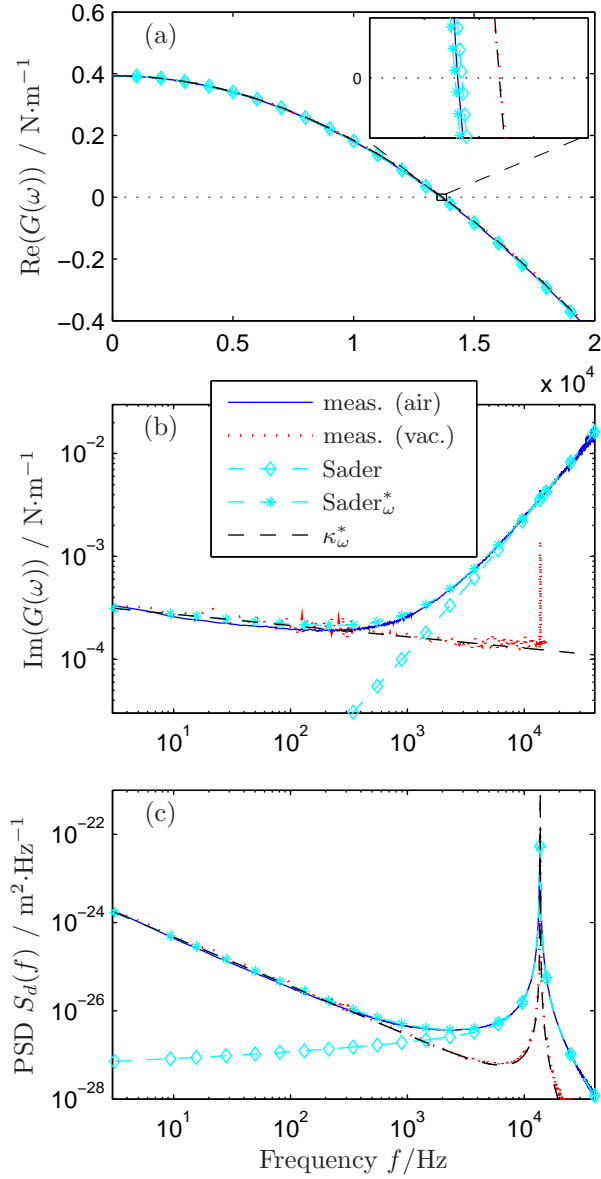 (a)
Re(G(ω)) / N·m⁻¹
0.6
0.4
0.2
0
−0.2
−0.4
0
0
0.5
1
1.5
2
x 10⁴
(b)
Im(G(ω)) / N·m⁻¹
10⁻²
10⁻³
10⁻⁴
meas. (air)
meas. (vac.)
Sader
Sader*ω
κ*ω
10¹
10²
10³
10⁴
(c)
PSD S_d(f) / m²·Hz⁻¹
10⁻²²
10⁻²⁴
10⁻²⁶
10⁻²⁸
10¹
10²
10³
10⁴
Frequency f/Hz